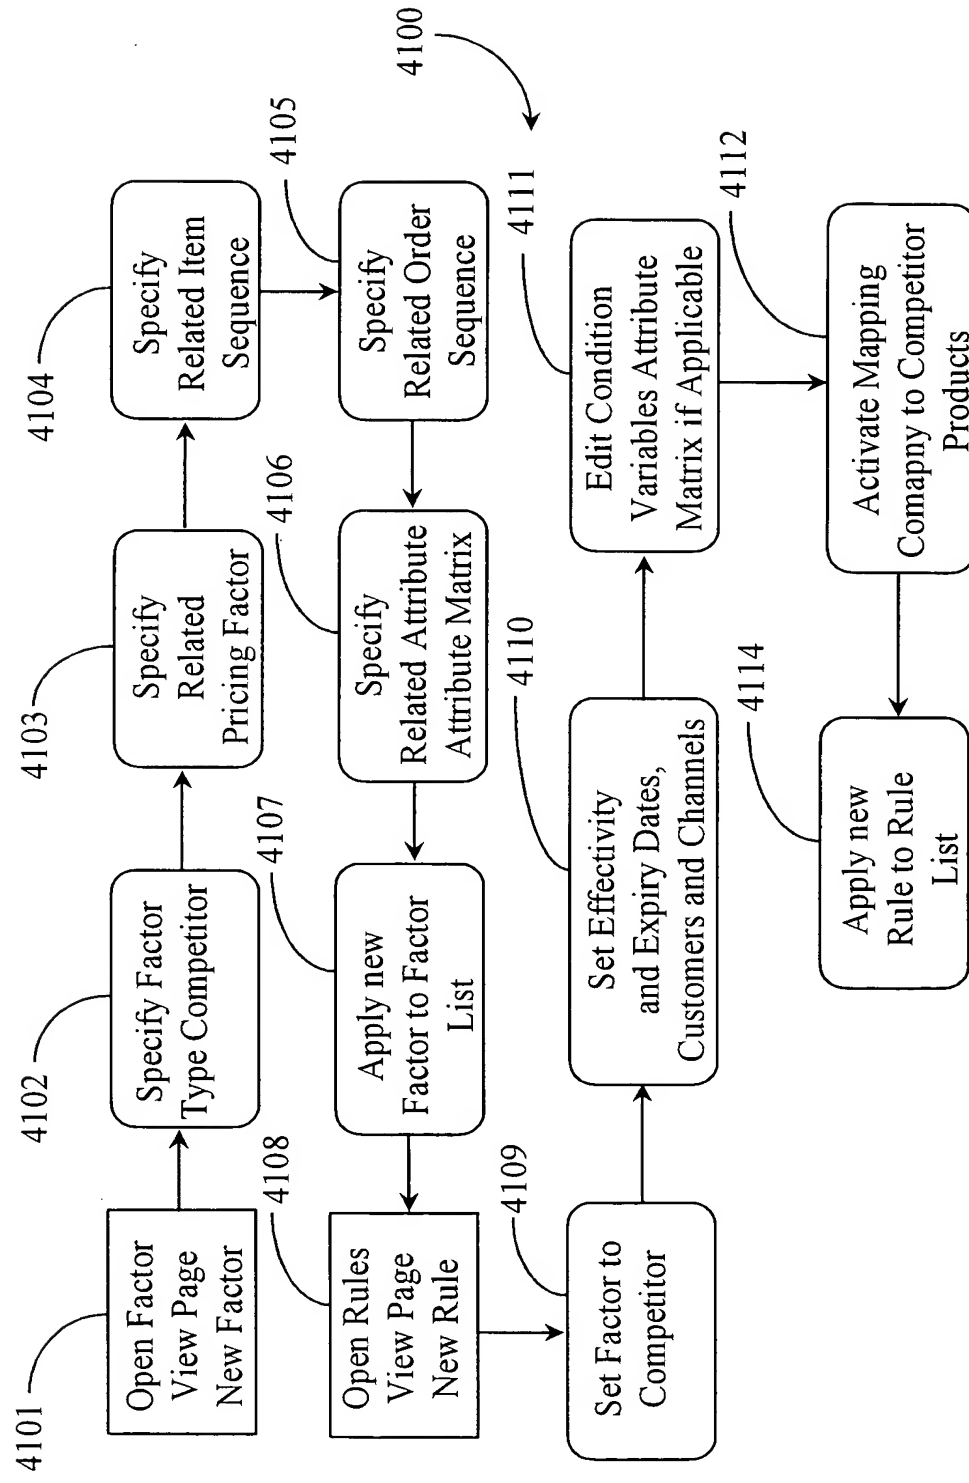 4101
Open Factor
View Page
New Factor
4102
Specify Factor
Type Competitor
4103
Specify
Related
Pricing Factor
4104
Specify
Related Item
Sequence
4105
Specify
Related Order
Sequence
4106
Specify
Related Attribute
Attribute Matrix
4107
Apply new
Factor to Factor
List
4108
Open Rules
View Page
New Rule
4109
Set Factor to
Competitor
4110
Set Effectivity
and Expiry Dates,
Customers and Channels
4111
Edit Condition
Variables Attribute
Matrix if Applicable
4112
Activate Mapping
Comapny to Competitor
Products
4114
Apply new
Rule to Rule
List
4100